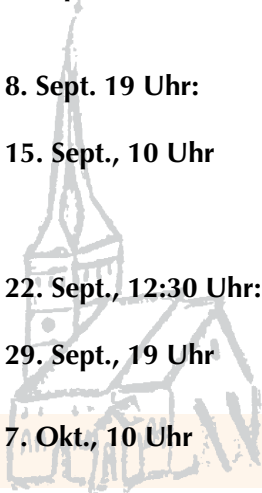 8. Sept. 19 Uhr:
15. Sept., 10 Uhr
22. Sept., 12:30 Uhr:
29. Sept., 19 Uhr
7. Okt., 10 Uhr